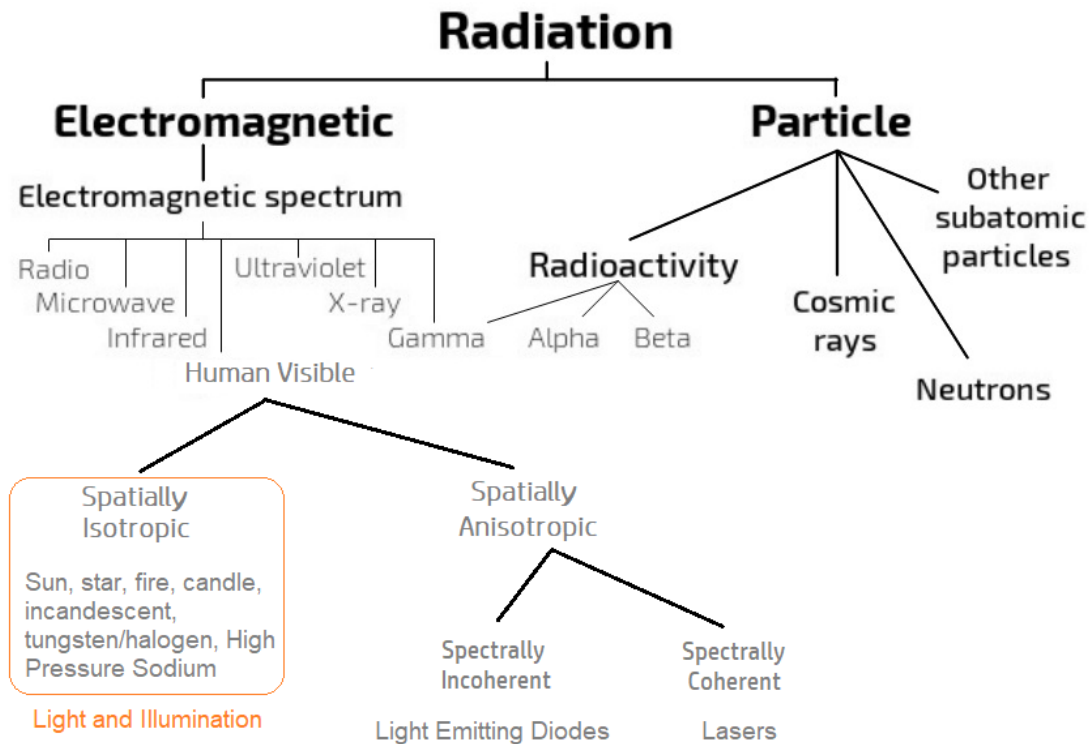 Radiation
Electromagnetic
Particle
Electromagnetic spectrum
Radio
Microwave
Infrared
Human Visible
Ultraviolet
X-ray
Gamma
Radioactivity
Alpha
Beta
Cosmic
rays
Neutrons
Other
subatomic
particles
Spatially
Isotropic
Sun, star, fire, candle,
incandescent,
tungsten/halogen, High
Pressure Sodium
Light and Illumination
Spatially
Anisotropic
Spectrally
Incoherent
Light Emitting Diodes
Spectrally
Coherent
Lasers